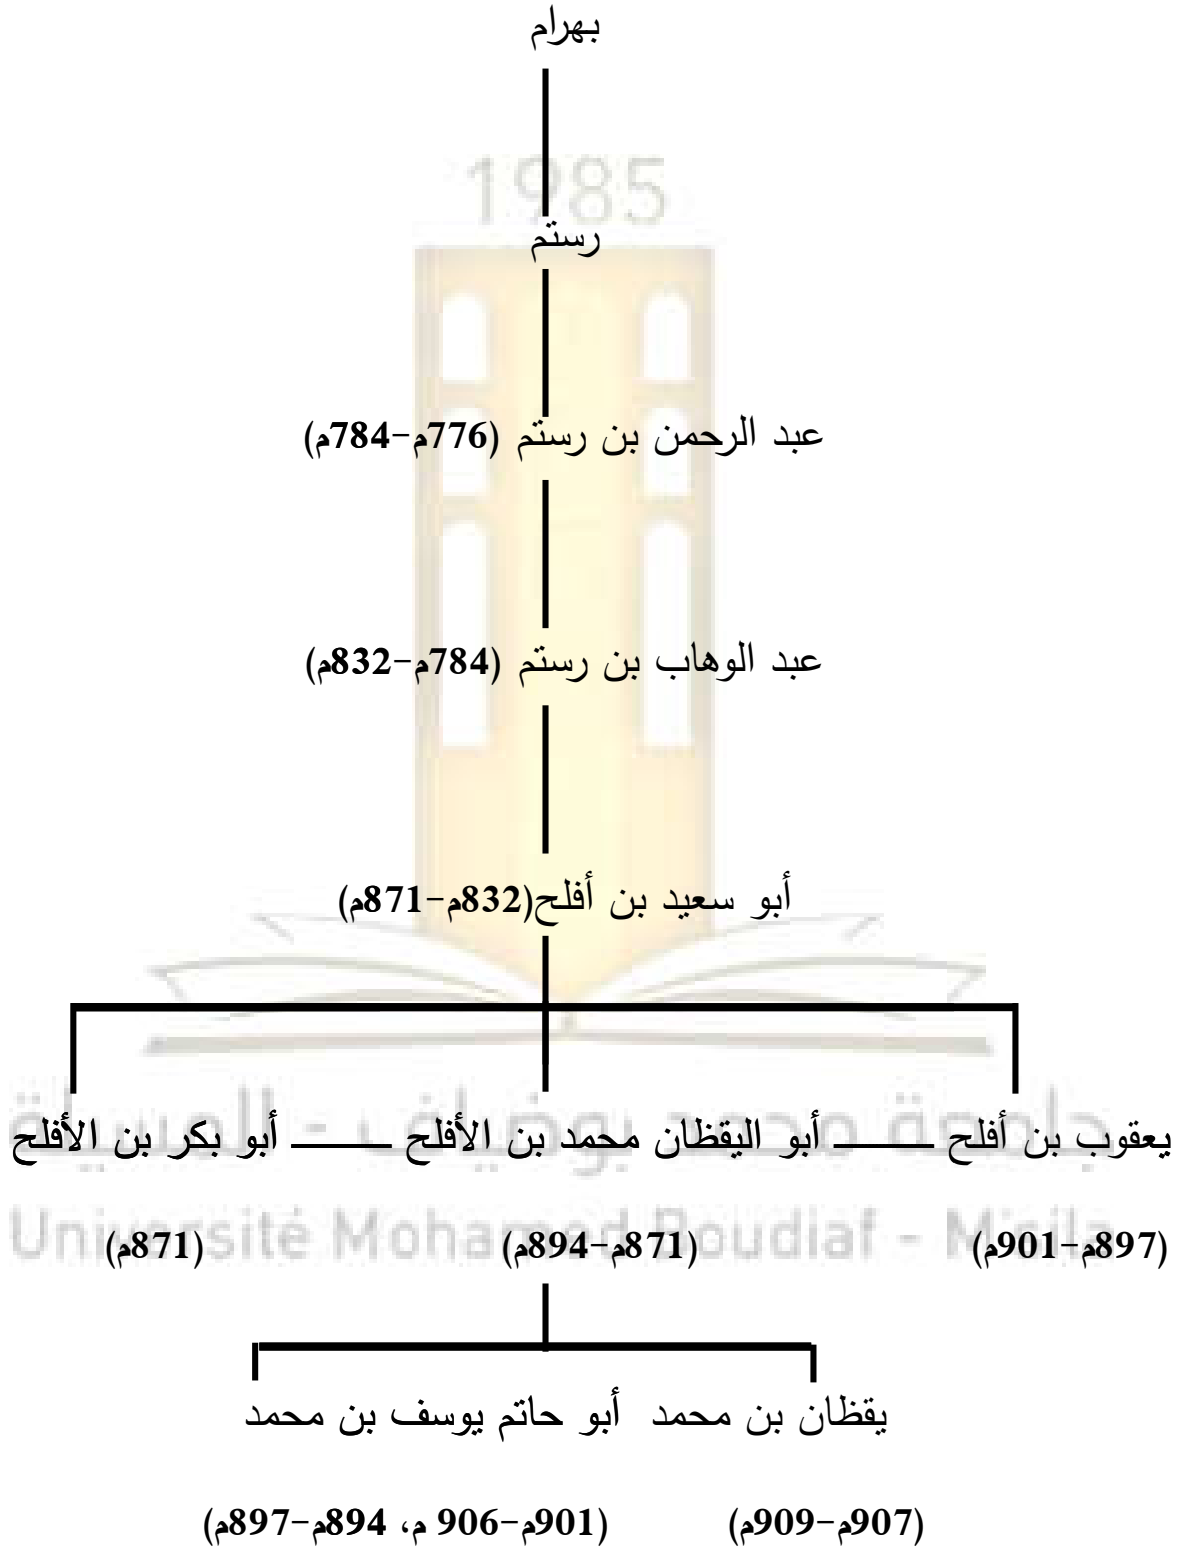 بهرام
1985
رستم
عبد الرحمن بن رستم (776م-784م)
عبد الوهاب بن رستم (784م-832م)
أبو سعيد بن أفلح(832م-871م)
جامعة محمد بوضياف - المسيلة
يعقوب بن أفلح ـــــــ أبو اليقظان محمد بن الأفلح ـــــــ أبو بكر بن الأفلح
Université Mohamed Boudiaf - Msila
(897م-901م) (871م-894م) (871م)
يقظان بن محمد أبو حاتم يوسف بن محمد
(907م-909م) (901م-906 م، 894م-897م)